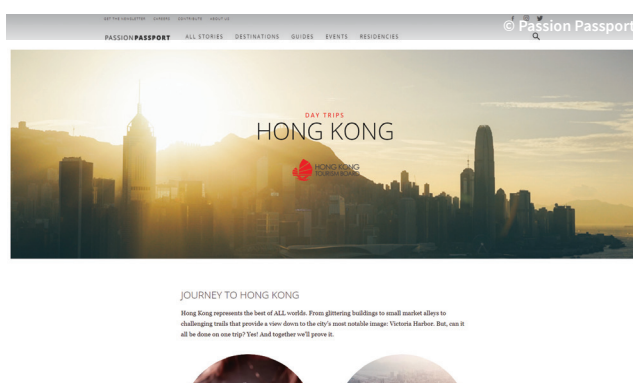 GET THE NEWSLETTER CAREERS CONTRIBUTE ABOUT US
© Passion Passport
PASSIONPASSPORT ALL STORIES DESTINATIONS GUIDES EVENTS RESIDENCIES
DAY TRIPS
HONG KONG
HONG KONG
TOURISM BOARD
JOURNEY TO HONG KONG
Hong Kong represents the best of ALL worlds. From glittering buildings to small market alleys to
challenging trails that provide a view down to the city's most notable image: Victoria Harbor. But, can it
all be done on one trip? Yes! And together we'll prove it.